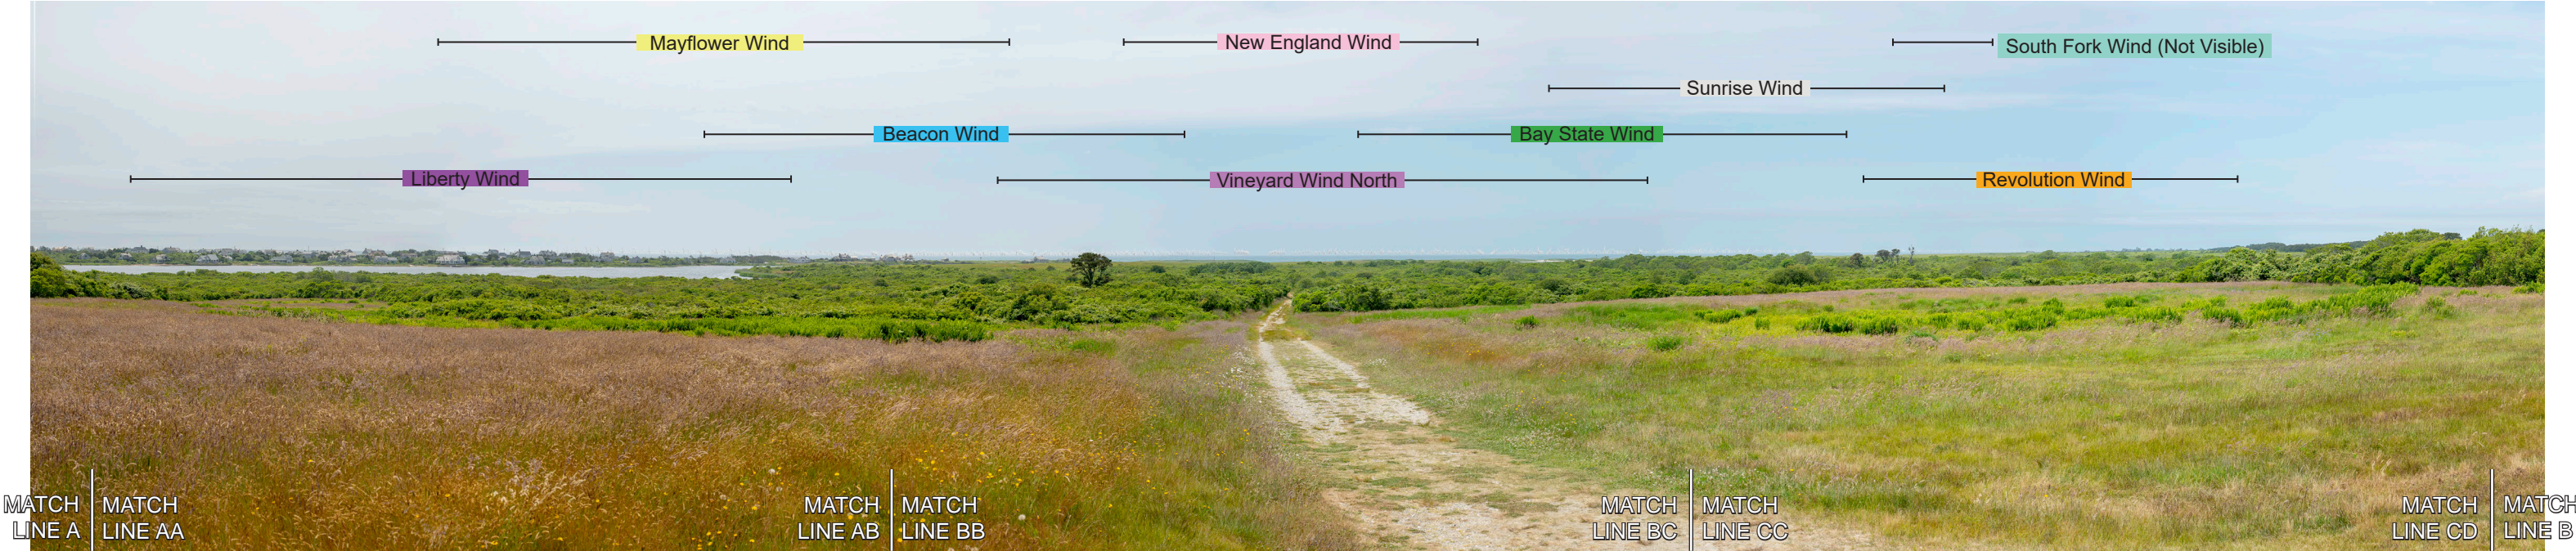 Mayflower Wind
New England Wind
South Fork Wind (Not Visible)
Sunrise Wind
Beacon Wind
Bay State Wind
Liberty Wind
Vineyard Wind North
Revolution Wind
MATCH
LINE A
MATCH
LINE AA
MATCH
LINE AB
MATCH
LINE BB
MATCH
LINE BC
MATCH
LINE CC
MATCH
LINE CD
MATCH
LINE B